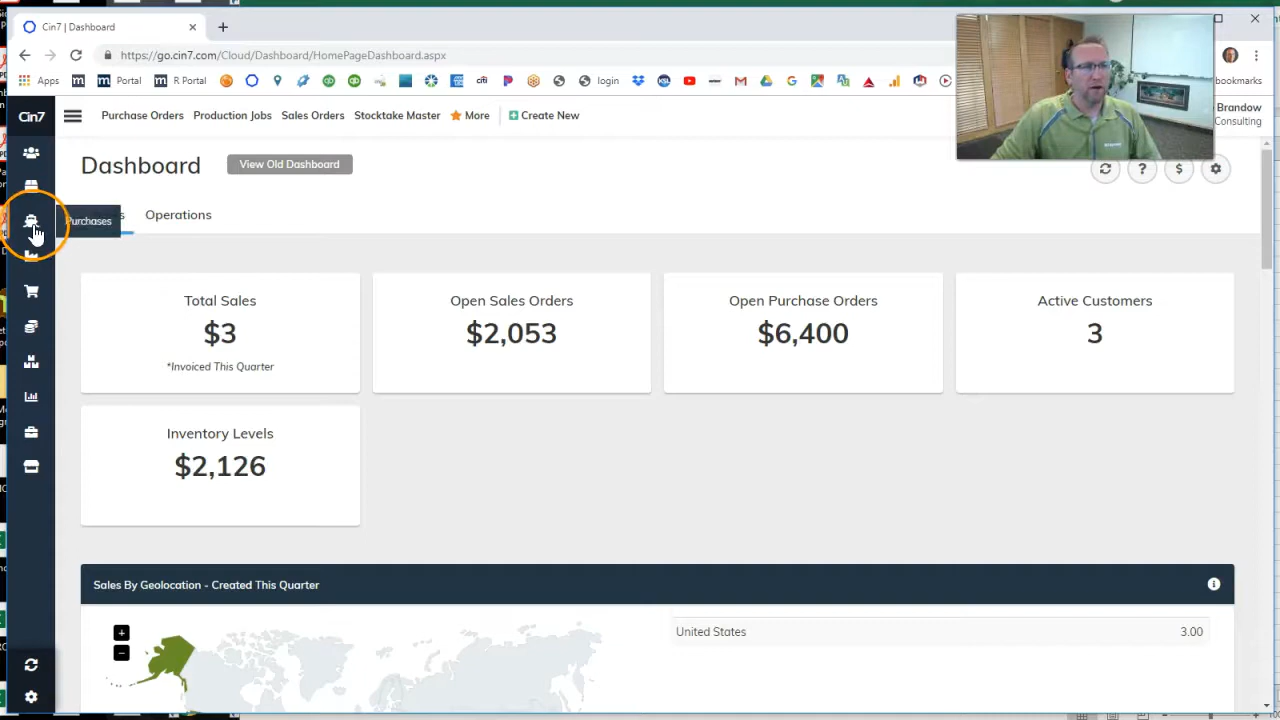 Cin7 | Dashboard
https://go.cin7.com/Cloud/Dashboard/HomePageDashboard.aspx
Apps Portal R Portal login bookmarks
Cin7 Purchase Orders Production Jobs Sales Orders Stocktake Master More Create New
Brandow
Consulting
Dashboard View Old Dashboard
Purchases Operations
Total Sales
$3
*Invoiced This Quarter
Open Sales Orders
$2,053
Open Purchase Orders
$6,400
Active Customers
3
Inventory Levels
$2,126
Sales By Geolocation - Created This Quarter
+
−
United States 3.00